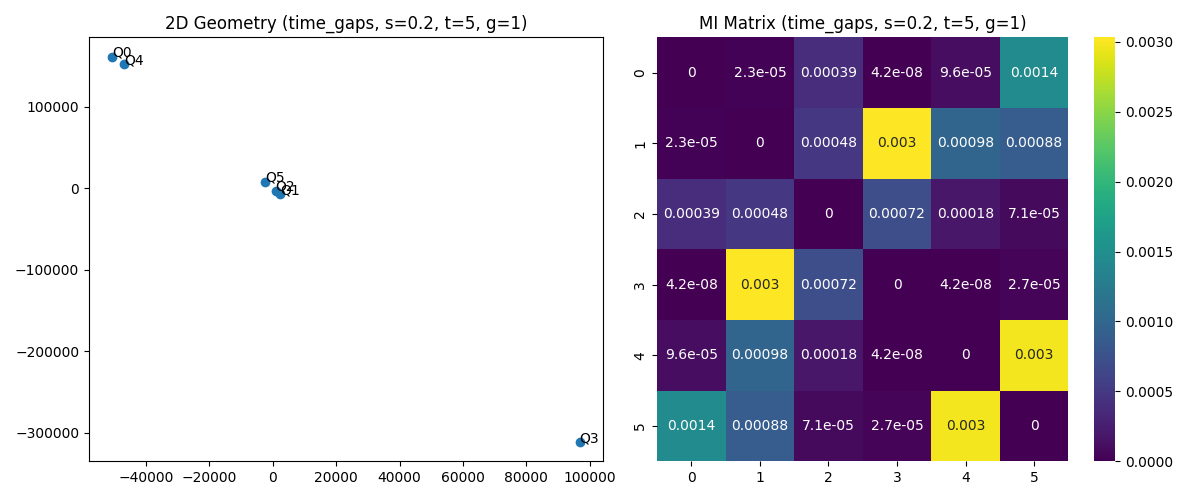 2D Geometry (time_gaps, s=0.2, t=5, g=1)
Q0
Q4
Q5
Q2
Q1
Q3
100000
0
−100000
−200000
−300000
−40000 −20000 0 20000 40000 60000 80000 100000
MI Matrix (time_gaps, s=0.2, t=5, g=1)
0 0 2.3e-05 0.00039 4.2e-08 9.6e-05 0.0014
1 2.3e-05 0 0.00048 0.003 0.00098 0.00088
2 0.00039 0.00048 0 0.00072 0.00018 7.1e-05
3 4.2e-08 0.003 0.00072 0 4.2e-08 2.7e-05
4 9.6e-05 0.00098 0.00018 4.2e-08 0 0.003
5 0.0014 0.00088 7.1e-05 2.7e-05 0.003 0
0 1 2 3 4 5
0.0030
0.0025
0.0020
0.0015
0.0010
0.0005
0.0000